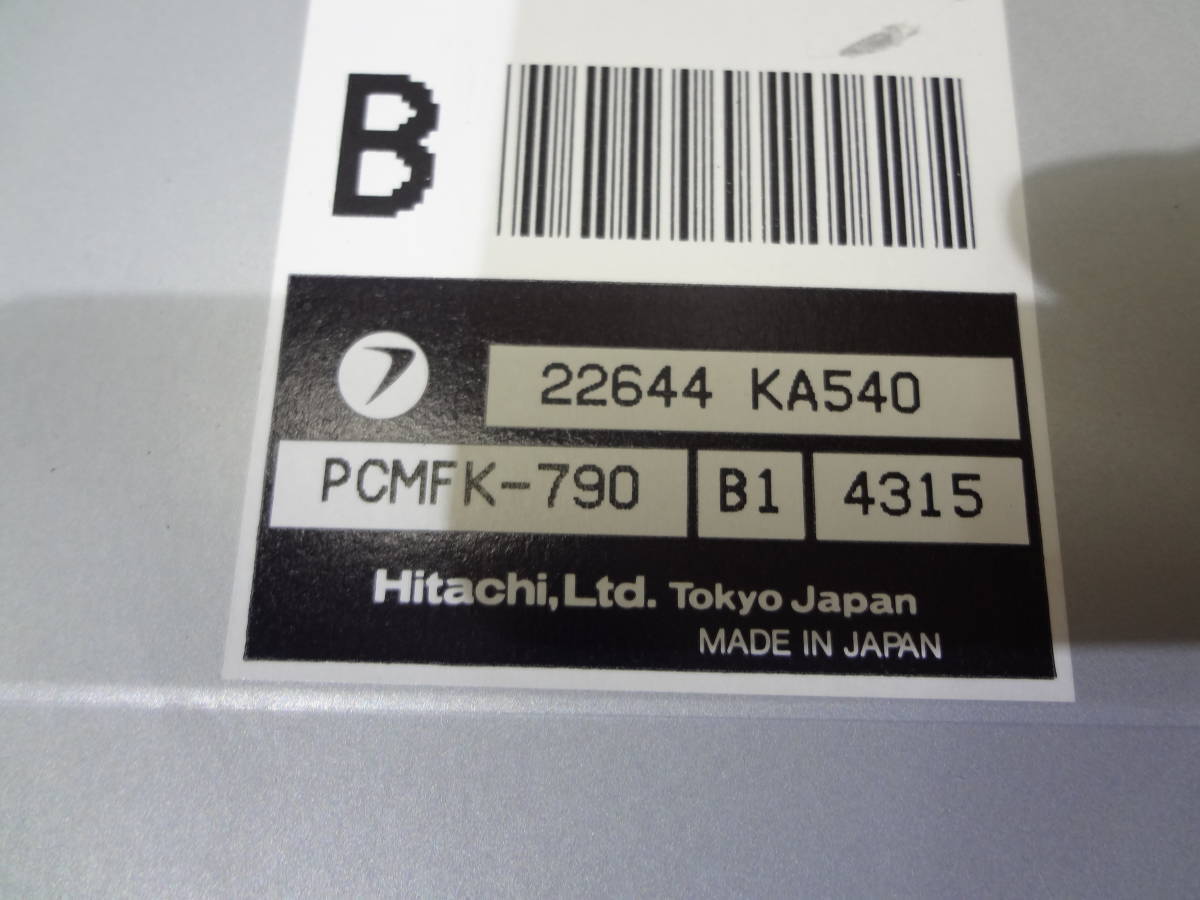 B
22644 KA540
PCMFK-790 B1 4315
Hitachi,Ltd. Tokyo Japan
MADE IN JAPAN